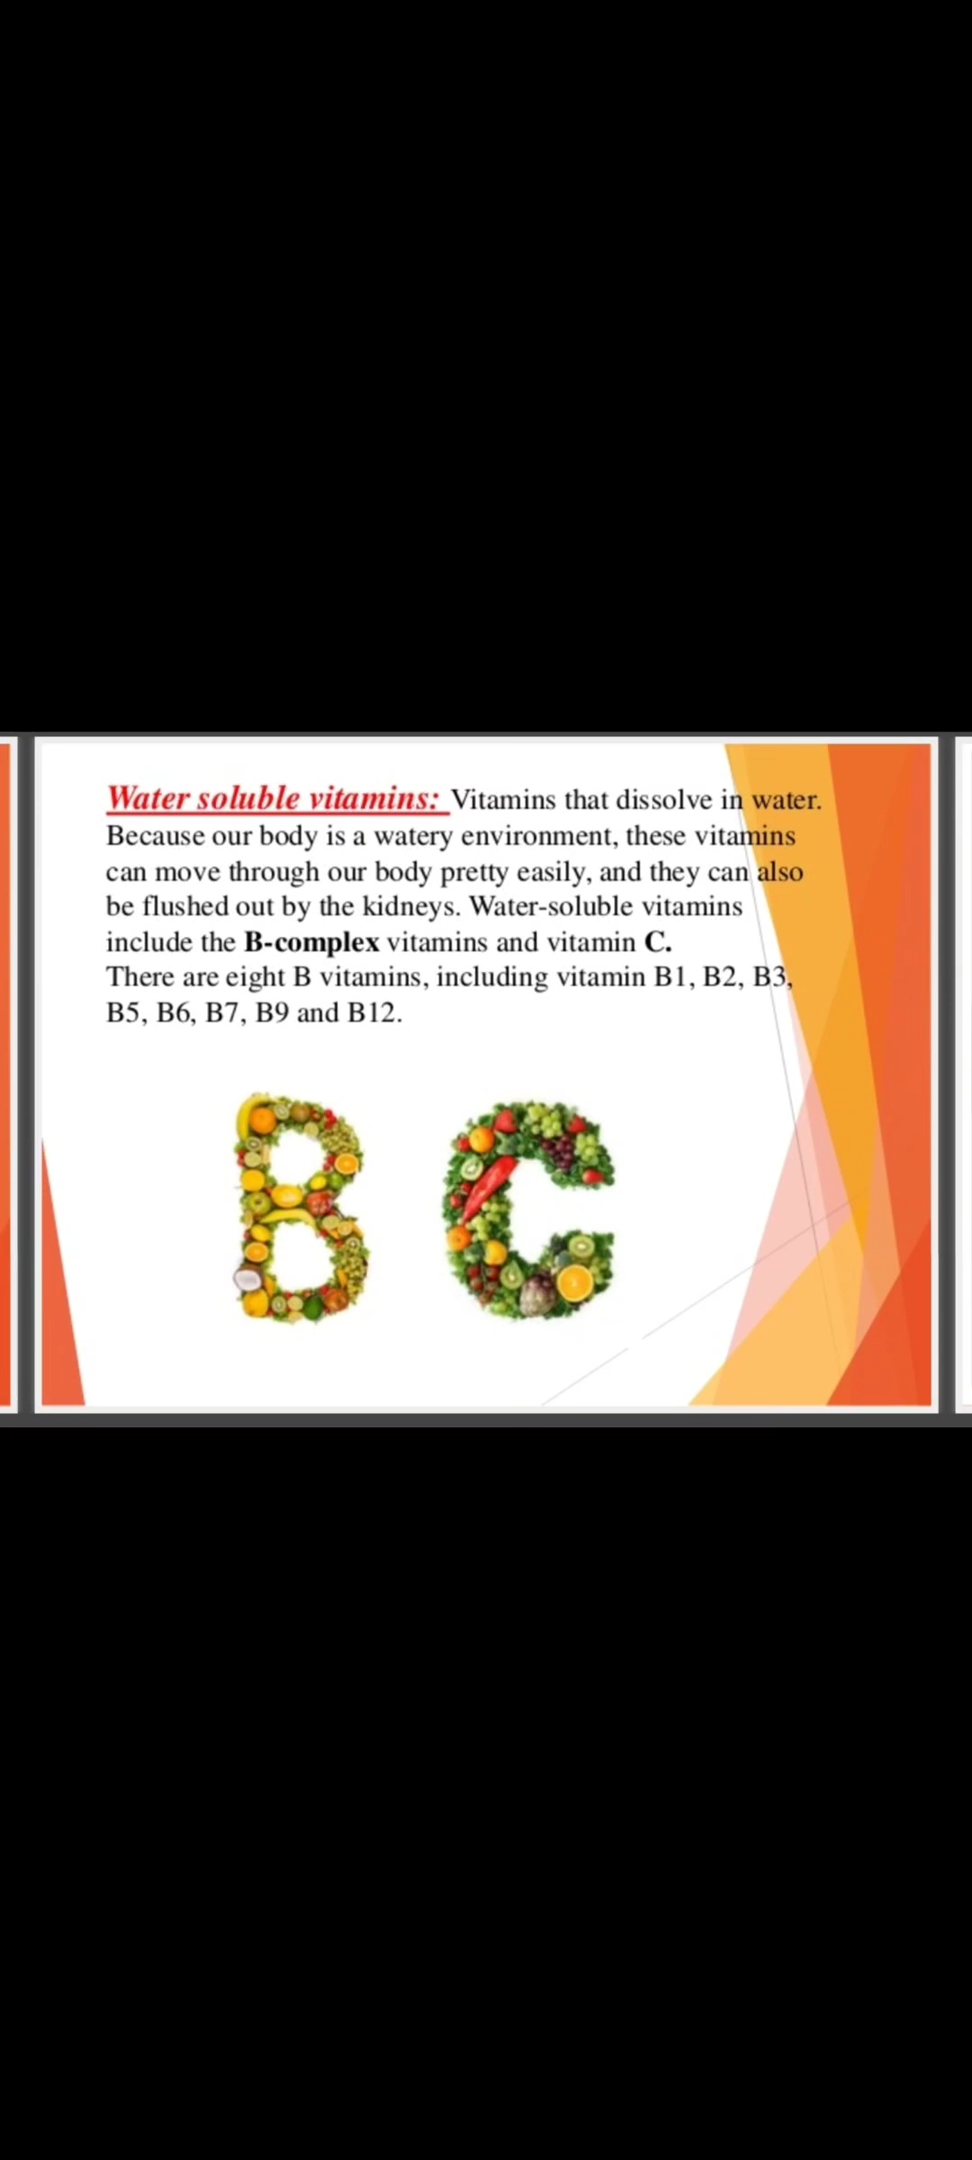 Water soluble vitamins: Vitamins that dissolve in water.
Because our body is a watery environment, these vitamins
can move through our body pretty easily, and they can also
be flushed out by the kidneys. Water-soluble vitamins
include the B-complex vitamins and vitamin C.
There are eight B vitamins, including vitamin B1, B2, B3,
B5, B6, B7, B9 and B12.
B C